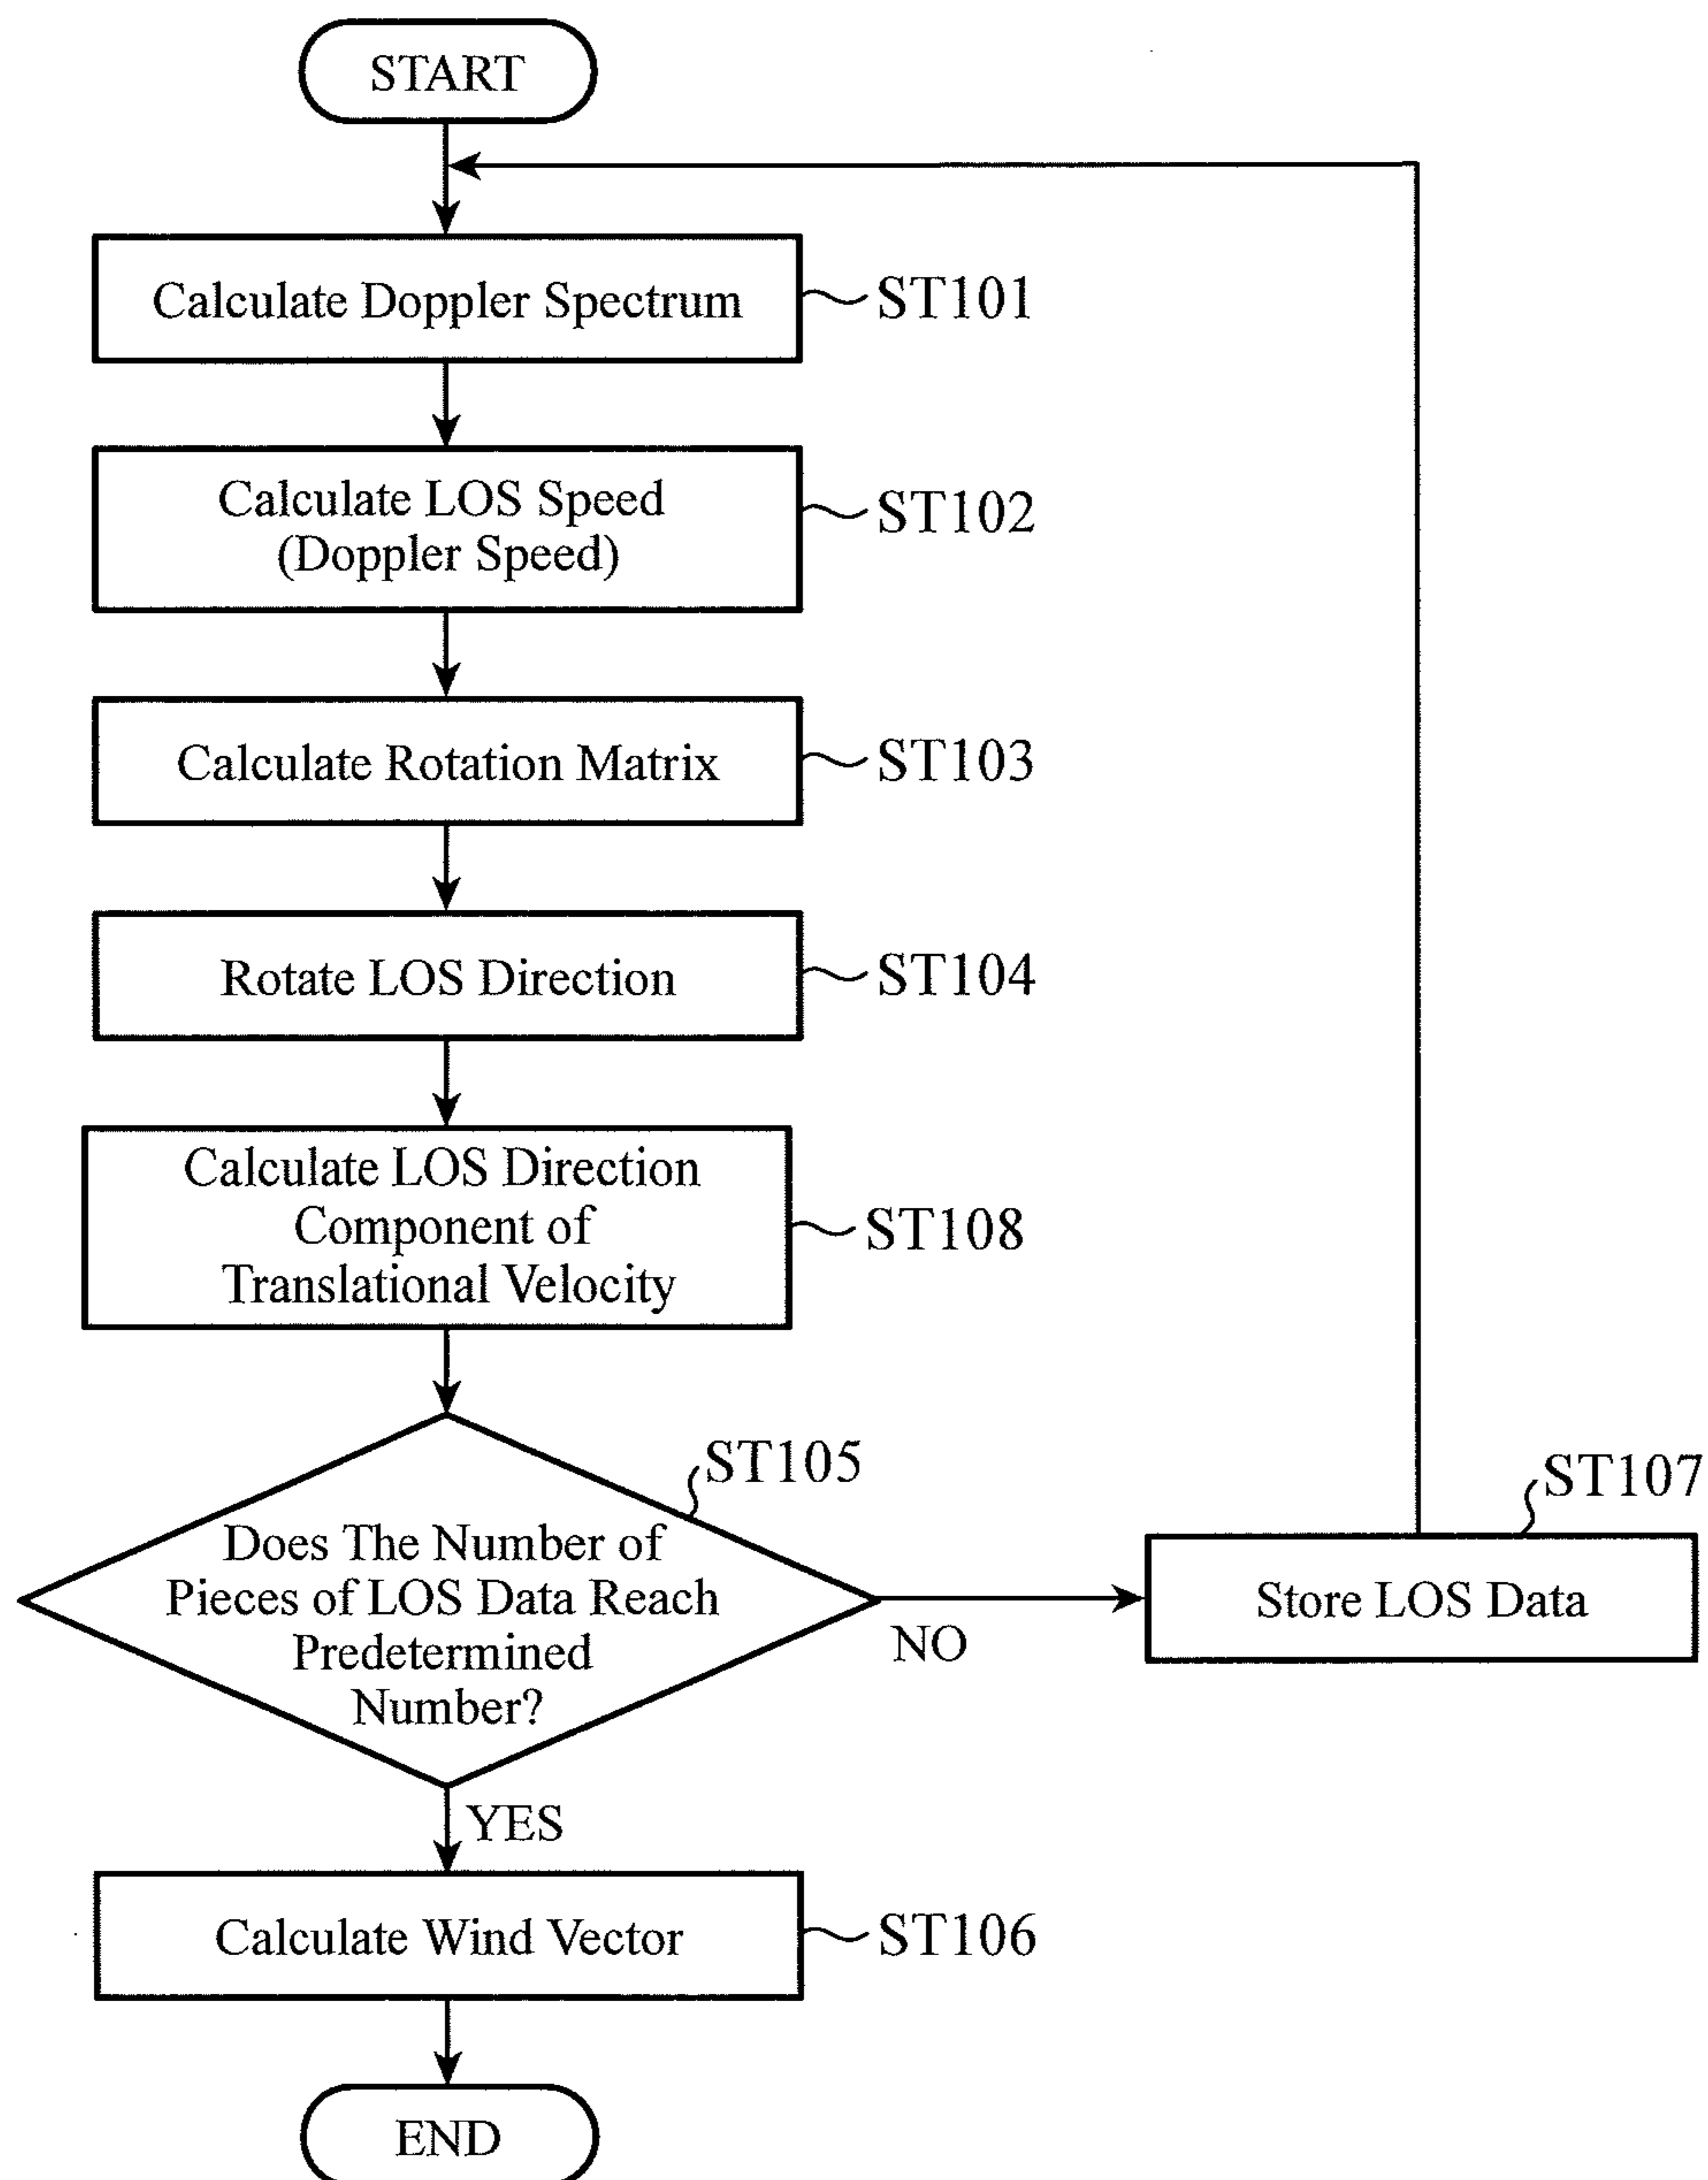 START
Calculate Doppler Spectrum
ST101
Calculate LOS Speed
(Doppler Speed)
ST102
Calculate Rotation Matrix
ST103
Rotate LOS Direction
ST104
Calculate LOS Direction
Component of
Translational Velocity
ST108
ST105
Does The Number of
Pieces of LOS Data Reach
Predetermined
Number?
NO
ST107
Store LOS Data
YES
Calculate Wind Vector
ST106
END